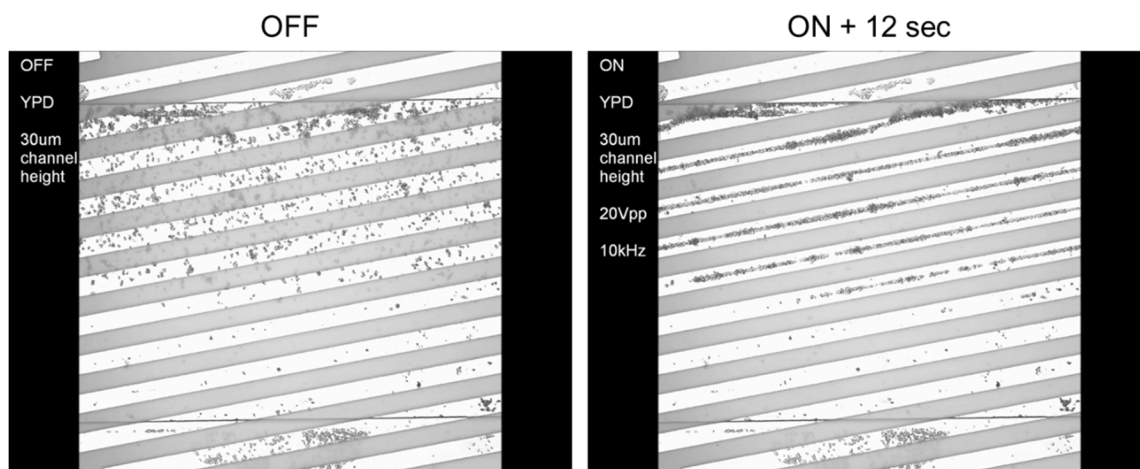 OFF
ON + 12 sec
OFF
YPD
30um
channel
height
ON
YPD
30um
channel
height
20Vpp
10kHz